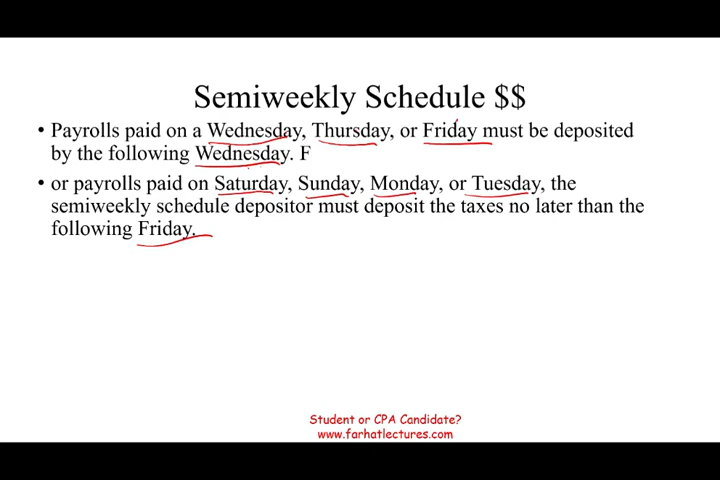 Semiweekly Schedule $$
• Payrolls paid on a Wednesday, Thursday, or Friday must be deposited
by the following Wednesday. F
• or payrolls paid on Saturday, Sunday, Monday, or Tuesday, the
semiweekly schedule depositor must deposit the taxes no later than the
following Friday.
Student or CPA Candidate?
www.farhatlectures.com